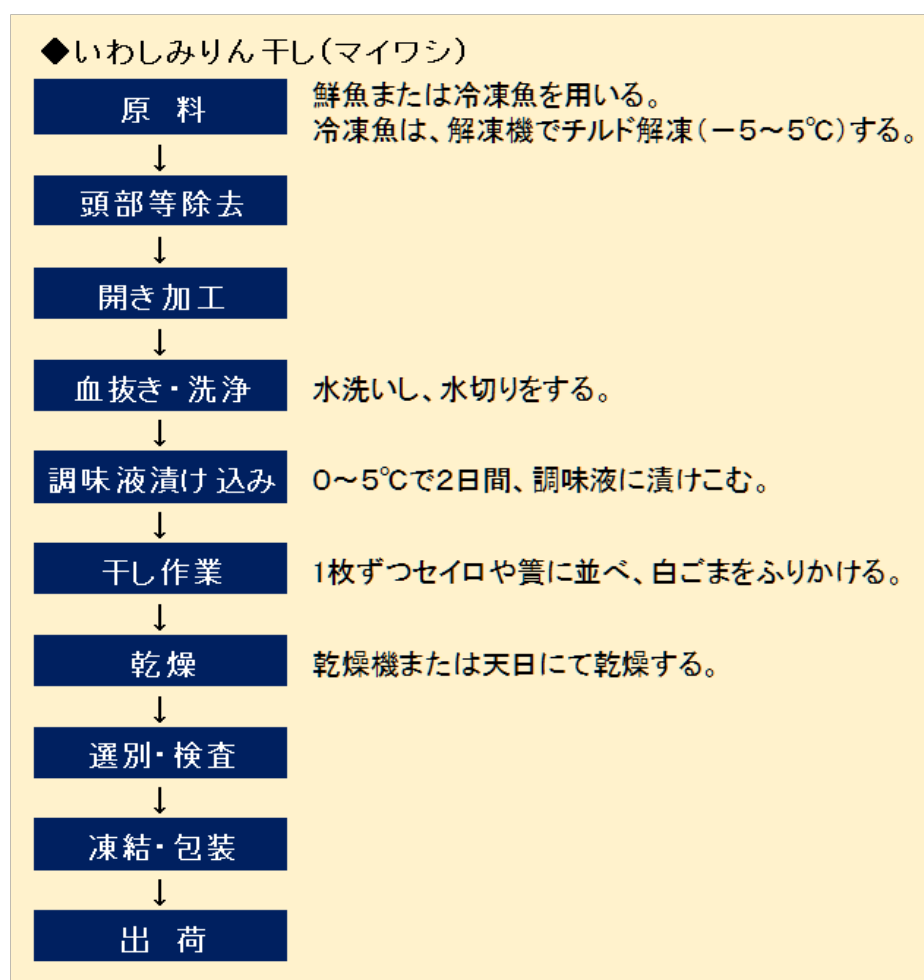 ◆いわしみりん干し（マイワシ）
原 料
鮮魚または冷凍魚を用いる。
冷凍魚は、解凍機でチルド解凍（－5～5℃）する。
↓
頭部等除去
↓
開き加工
↓
血抜き・洗浄
水洗いし、水切りをする。
↓
調味液漬け込み
0～5℃で2日間、調味液に漬けこむ。
↓
干し作業
1枚ずつセイロや簀に並べ、白ごまをふりかける。
↓
乾燥
乾燥機または天日にて乾燥する。
↓
選別・検査
↓
凍結・包装
↓
出 荷